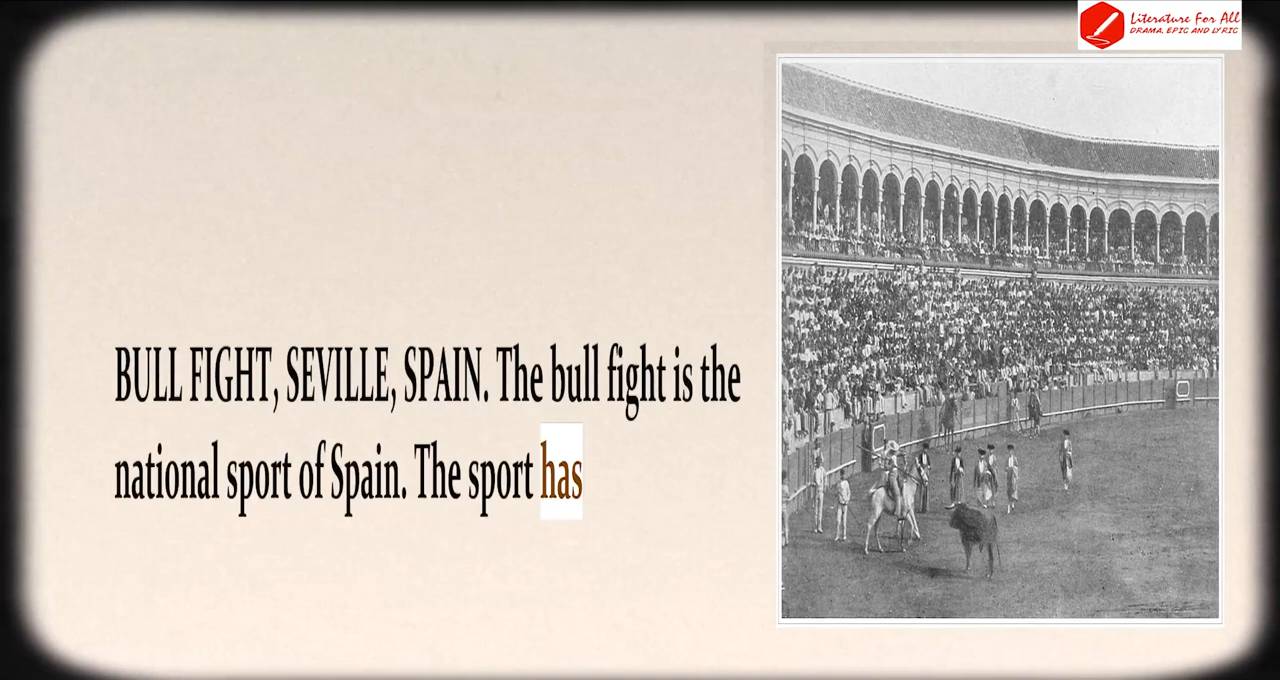 Literature For All
DRAMA, EPIC AND LYRIC
BULL FIGHT, SEVILLE, SPAIN. The bull fight is the
national sport of Spain. The sport has